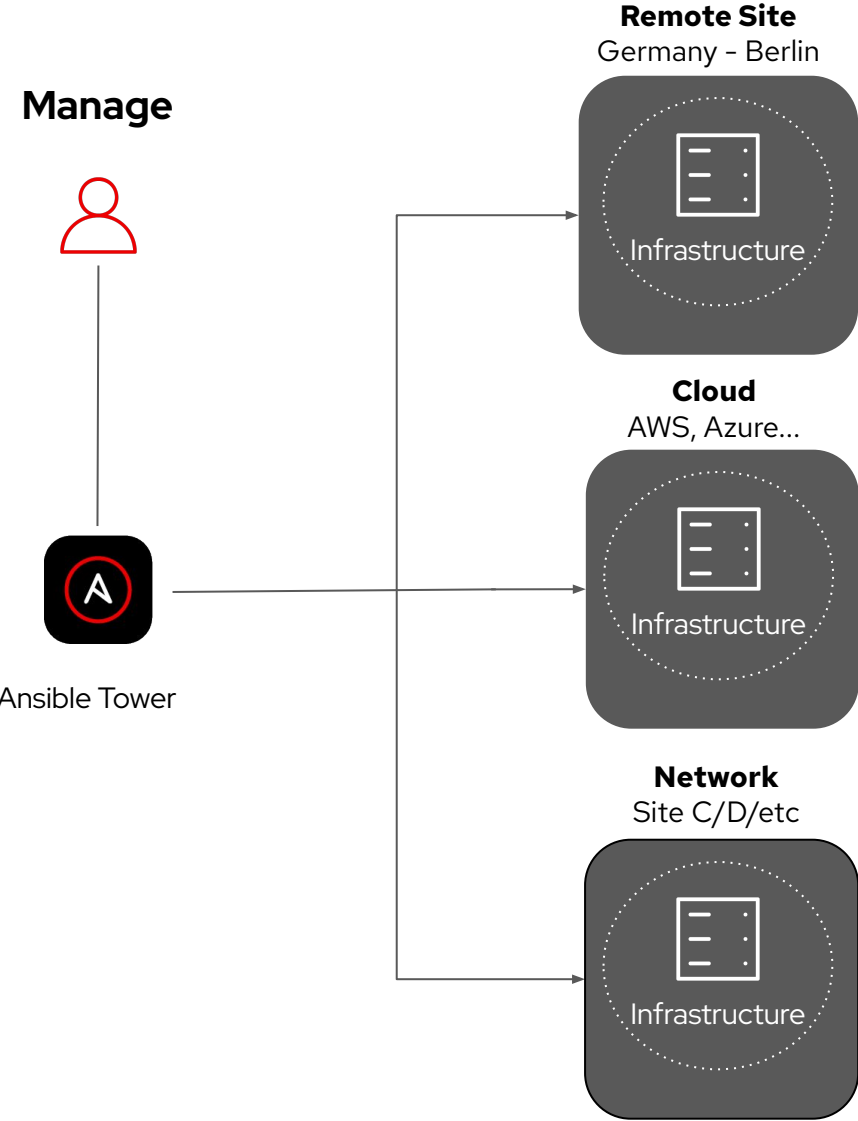 Manage
Ansible Tower
Remote Site
Germany - Berlin
Infrastructure
Cloud
AWS, Azure...
Infrastructure
Network
Site C/D/etc
Infrastructure